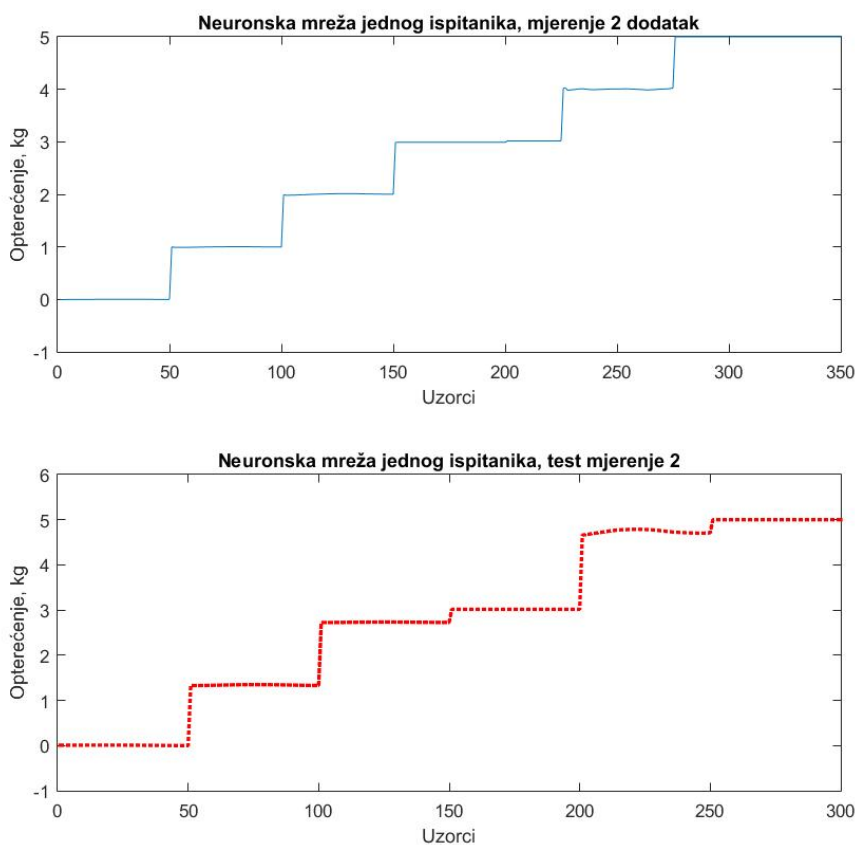 Neuronska mreža jednog ispitanika, mjerenje 2 dodatak
5
4
3
2
1
0
-1
Opterećenje, kg
0 50 100 150 200 250 300 350
Uzorci
Neuronska mreža jednog ispitanika, test mjerenje 2
6
5
4
3
2
1
0
-1
Opterećenje, kg
0 50 100 150 200 250 300
Uzorci